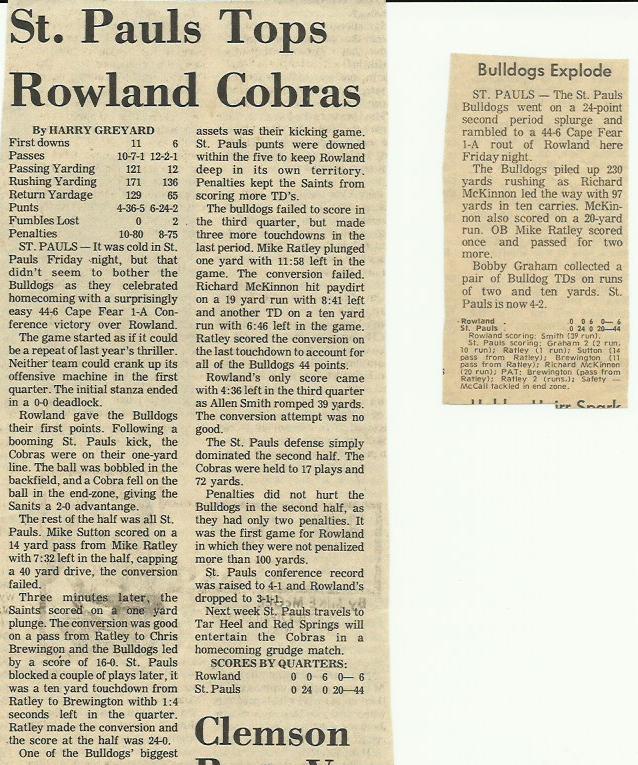 St. Pauls Tops
Rowland Cobras
By HARRY GREYARD
First downs 11 6
Passes 10-7-1 12-2-1
Passing Yarding 121 12
Rushing Yarding 171 136
Return Yardage 129 65
Punts 4-36-5 6-24-2
Fumbles Lost 0 2
Penalties 10-80 8-75
ST. PAULS — It was cold in St.
Pauls Friday night, but that
didn't seem to bother the
Bulldogs as they celebrated
homecoming with a surprisingly
easy 44-6 Cape Fear 1-A Con-
ference victory over Rowland.
The game started as if it could
be a repeat of last year's thriller.
Neither team could crank up its
offensive machine in the first
quarter. The initial stanza ended
in a 0-0 deadlock.
Rowland gave the Bulldogs
their first points. Following a
booming St. Pauls kick, the
Cobras were on their one-yard
line. The ball was bobbled in the
backfield, and a Cobra fell on the
ball in the end-zone, giving the
Sanits a 2-0 advantange.
The rest of the half was all St.
Pauls. Mike Sutton scored on a
14 yard pass from Mike Ratley
with 7:32 left in the half, capping
a 40 yard drive, the conversion
failed.
Three minutes later, the
Saints scored on a one yard
plunge. The conversion was good
on a pass from Ratley to Chris
Brewingon and the Bulldogs led
by a score of 16-0. St. Pauls
blocked a couple of plays later, it
was a ten yard touchdown from
Ratley to Brewington withb 1:4
seconds left in the quarter.
Ratley made the conversion and
the score at the half was 24-0.
One of the Bulldogs' biggest
assets was their kicking game.
St. Pauls punts were downed
within the five to keep Rowland
deep in its own territory.
Penalties kept the Saints from
scoring more TD's.
The bulldogs failed to score in
the third quarter, but made
three more touchdowns in the
last period. Mike Ratley plunged
one yard with 11:58 left in the
game. The conversion failed.
Richard McKinnon hit paydirt
on a 19 yard run with 8:41 left
and another TD on a ten yard
run with 6:46 left in the game.
Ratley scored the conversion on
the last touchdown to account for
all of the Bulldogs 44 points.
Rowland's only score came
with 4:36 left in the third quarter
as Allen Smith romped 39 yards.
The conversion attempt was no
good.
The St. Pauls defense simply
dominated the second half. The
Cobras were held to 17 plays and
72 yards.
Penalties did not hurt the
Bulldogs in the second half, as
they had only two penalties. It
was the first game for Rowland
in which they were not penalized
more than 100 yards.
St. Pauls conference record
was raised to 4-1 and Rowland's
dropped to 3-1-1.
Next week St. Pauls travels to
Tar Heel and Red Springs will
entertain the Cobras in a
homecoming grudge match.
SCORES BY QUARTERS:
Rowland 0 0 6 0— 6
St. Pauls 0 24 0 20—44
Clemson
Bulldogs Explode
ST. PAULS — The St. Pauls
Bulldogs went on a 24-point
second period splurge and
rambled to a 44-6 Cape Fear
1-A rout of Rowland here
Friday night.
The Bulldogs piled up 230
yards rushing as Richard
McKinnon led the way with 97
yards in ten carries. McKin-
non also scored on a 20-yard
run. QB Mike Ratley scored
once and passed for two
more.
Bobby Graham collected a
pair of Bulldog TDs on runs
of two and ten yards. St.
Pauls is now 4-2.
Rowland 0 0 6 0— 6
St. Pauls 0 24 0 20—44
Rowland scoring: Smith (39 run).
St. Pauls scoring: Graham 2 (2 run,
10 run); Ratley (1 run); Sutton (14
pass from Ratley); Brewington (11
pass from Ratley); Richard McKinnen
(20 run); PAT: Brewington (pass from
Ratley); Ratley 2 (runs.); Safety —
McCall tackled in end zone.